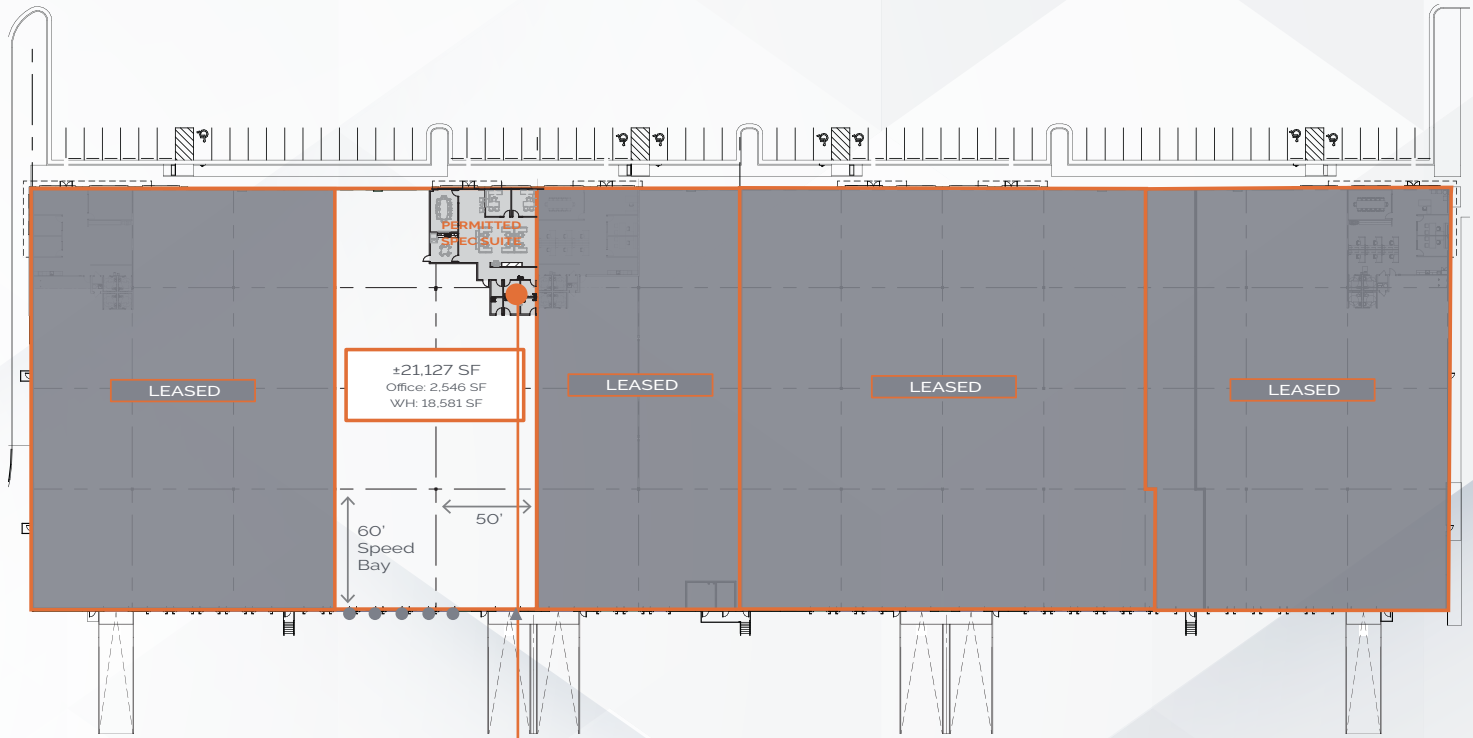 PERMITTED
SPEC SUITE
±21,127 SF
Office: 2,546 SF
WH: 18,581 SF
LEASED
LEASED
LEASED
LEASED
50'
60'
Speed
Bay